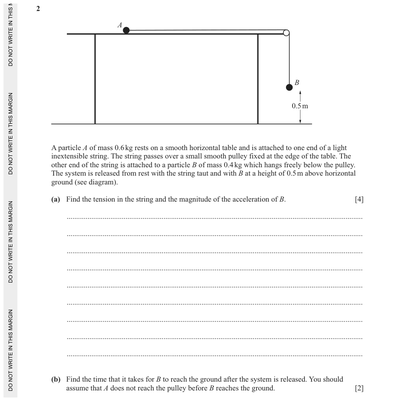 2
A
B
0.5 m
A particle A of mass 0.6 kg rests on a smooth horizontal table and is attached to one end of a light
inextensible string. The string passes over a small smooth pulley fixed at the edge of the table. The
other end of the string is attached to a particle B of mass 0.4 kg which hangs freely below the pulley.
The system is released from rest with the string taut and with B at a height of 0.5 m above horizontal
ground (see diagram).
(a) Find the tension in the string and the magnitude of the acceleration of B. [4]
(b) Find the time that it takes for B to reach the ground after the system is released. You should
assume that A does not reach the pulley before B reaches the ground. [2]
DO NOT WRITE IN THIS M
DO NOT WRITE IN THIS MARGIN
DO NOT WRITE IN THIS MARGIN
DO NOT WRITE IN THIS MARGIN